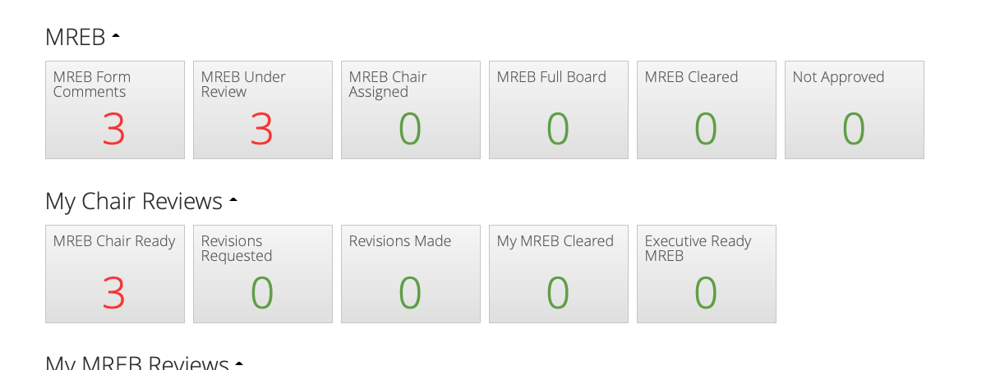 MREB
MREB Form
Comments
3
MREB Under
Review
3
MREB Chair
Assigned
0
MREB Full Board
0
MREB Cleared
0
Not Approved
0
My Chair Reviews
MREB Chair Ready
3
Revisions
Requested
0
Revisions Made
0
My MREB Cleared
0
Executive Ready
MREB
0
My MREB Reviews